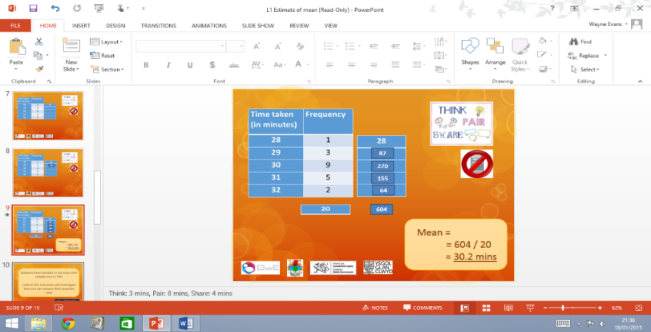 L1 Estimate of mean [Read-Only] - PowerPoint
Wayne Evans
FILE HOME INSERT DESIGN TRANSITIONS ANIMATIONS SLIDE SHOW REVIEW VIEW
Paste
New
Slide
Layout
Reset
Section
Shapes Arrange Quick
Styles
Find
Replace
Select
Clipboard Slides Font Paragraph Drawing Editing
7
8
9
10
Time taken
(in minutes) Frequency
28 1 28
29 3 87
30 9 270
31 5 155
32 2 64
20 604
THINK
PAIR
SHARE
Mean =
= 604 / 20
= 30.2 mins
YSGOL
GLAN
CLWYD
Think: 3 mins, Pair: 8 mins, Share: 4 mins
SLIDE 9 OF 10
NOTES COMMENTS
62%
21:36